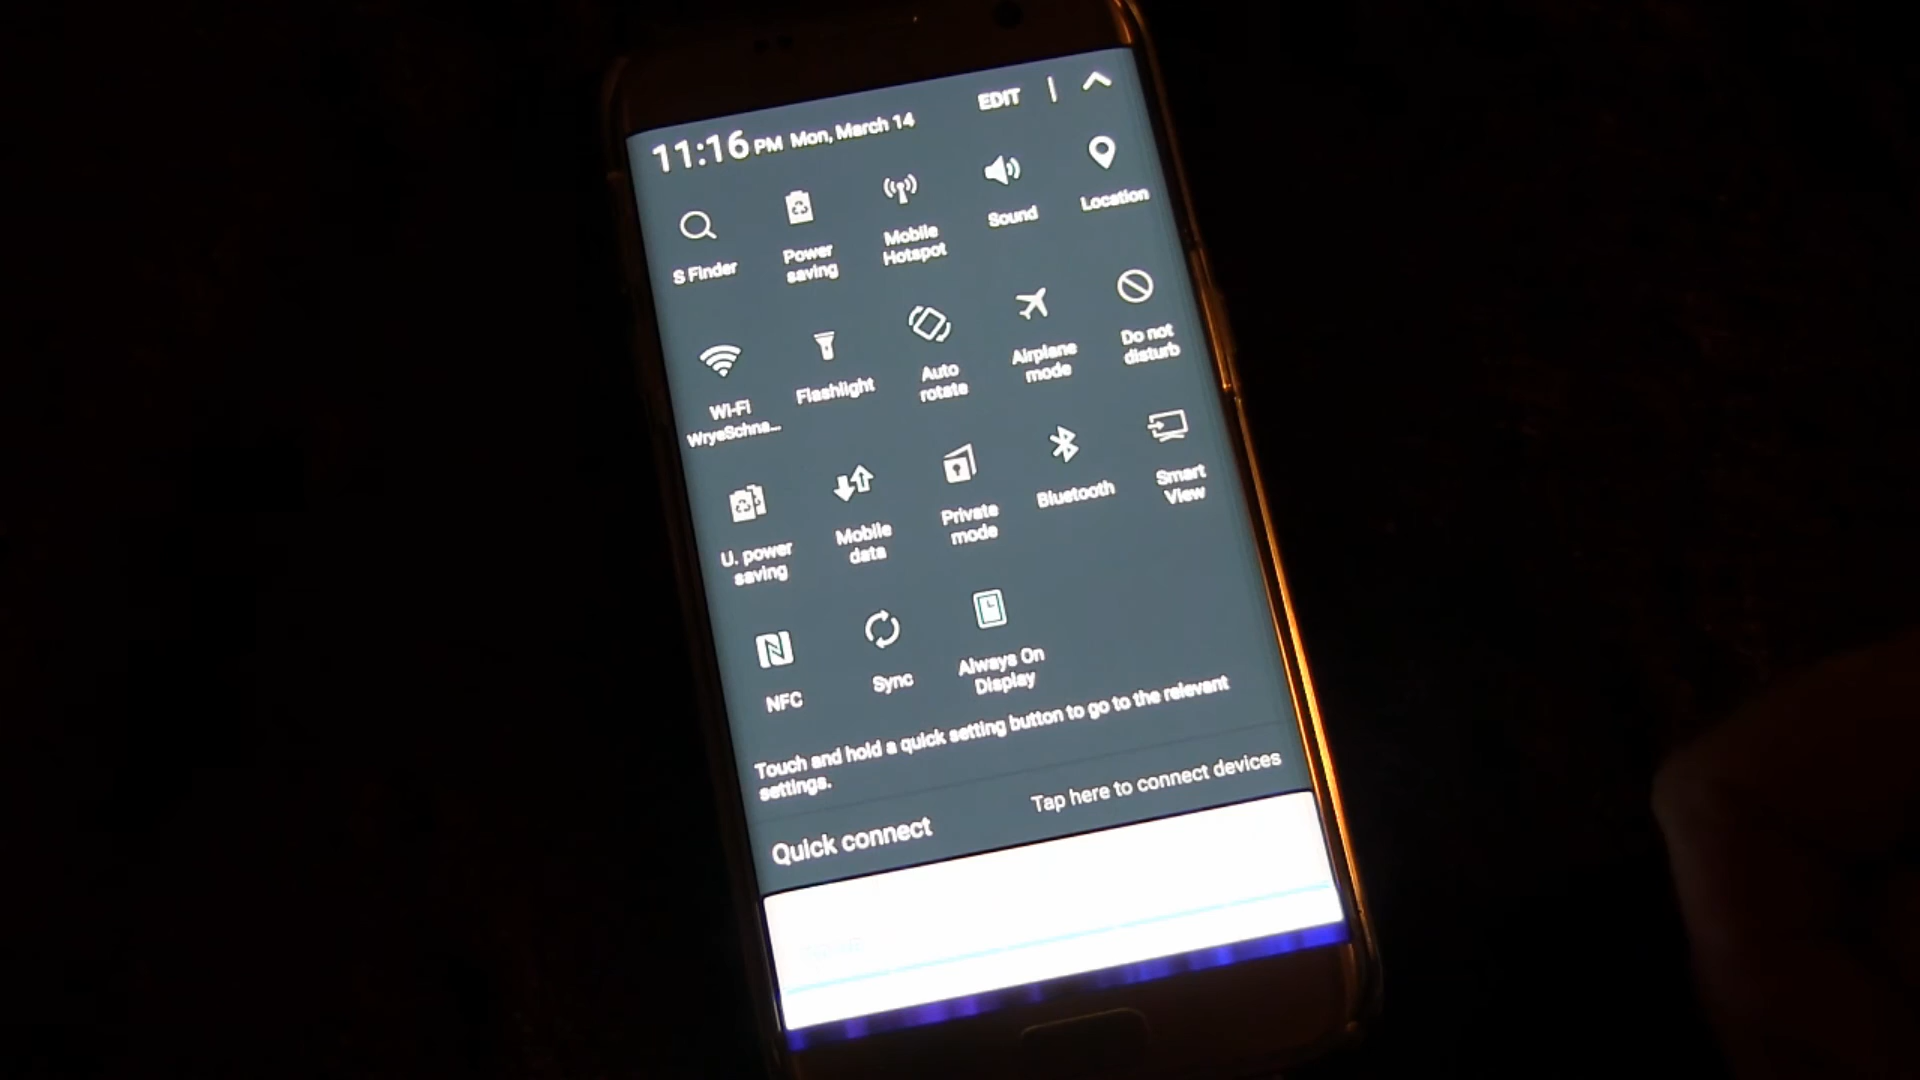 EDIT
11:16 PM Mon, March 14
S Finder
Power
saving
Mobile
Hotspot
Sound
Location
Wi-Fi
WryeSchna...
Flashlight
Auto
rotate
Airplane
mode
Do not
disturb
U. power
saving
Mobile
data
Private
mode
Bluetooth
Smart
View
NFC
Sync
Always On
Display
Touch and hold a quick setting button to go to the relevant
settings.
Quick connect
Tap here to connect devices